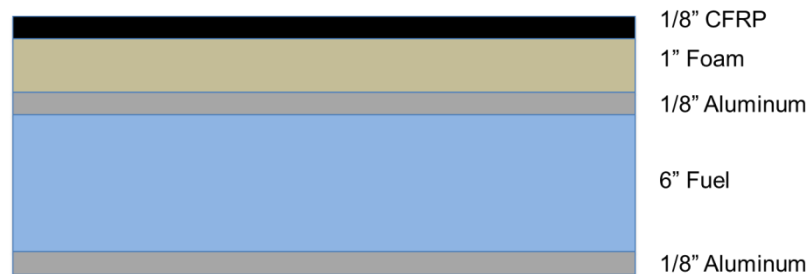 1/8” CFRP
1” Foam
1/8” Aluminum
6” Fuel
1/8” Aluminum